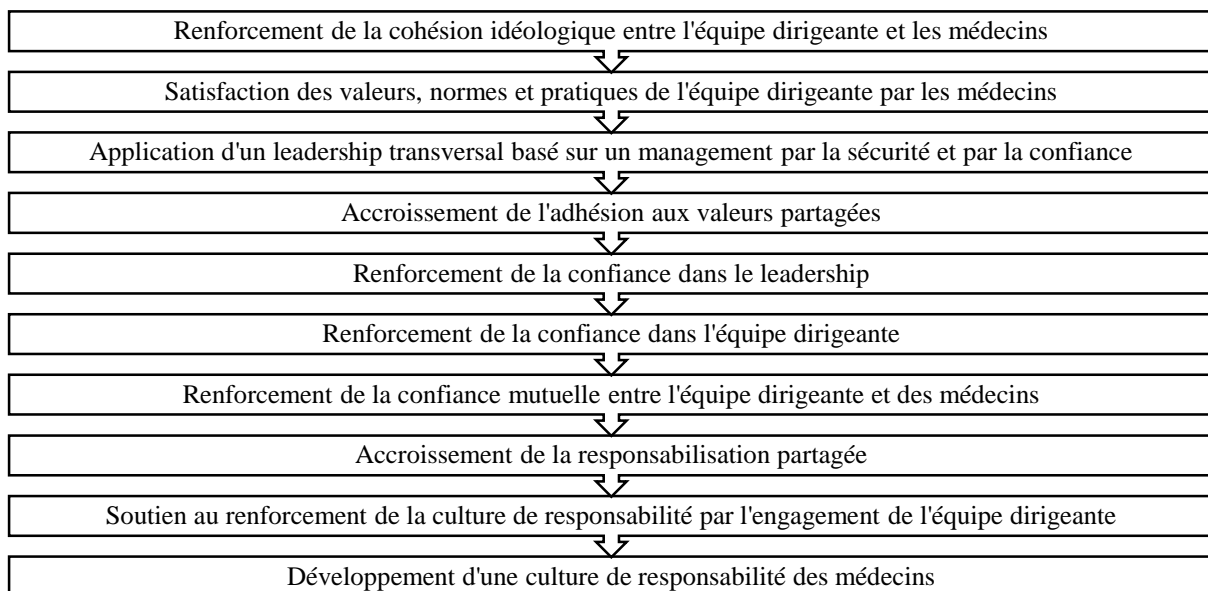 Renforcement de la cohésion idéologique entre l'équipe dirigeante et les médecins
Satisfaction des valeurs, normes et pratiques de l'équipe dirigeante par les médecins
Application d'un leadership transversal basé sur un management par la sécurité et par la confiance
Accroissement de l'adhésion aux valeurs partagées
Renforcement de la confiance dans le leadership
Renforcement de la confiance dans l'équipe dirigeante
Renforcement de la confiance mutuelle entre l'équipe dirigeante et des médecins
Accroissement de la responsabilisation partagée
Soutien au renforcement de la culture de responsabilité par l'engagement de l'équipe dirigeante
Développement d'une culture de responsabilité des médecins